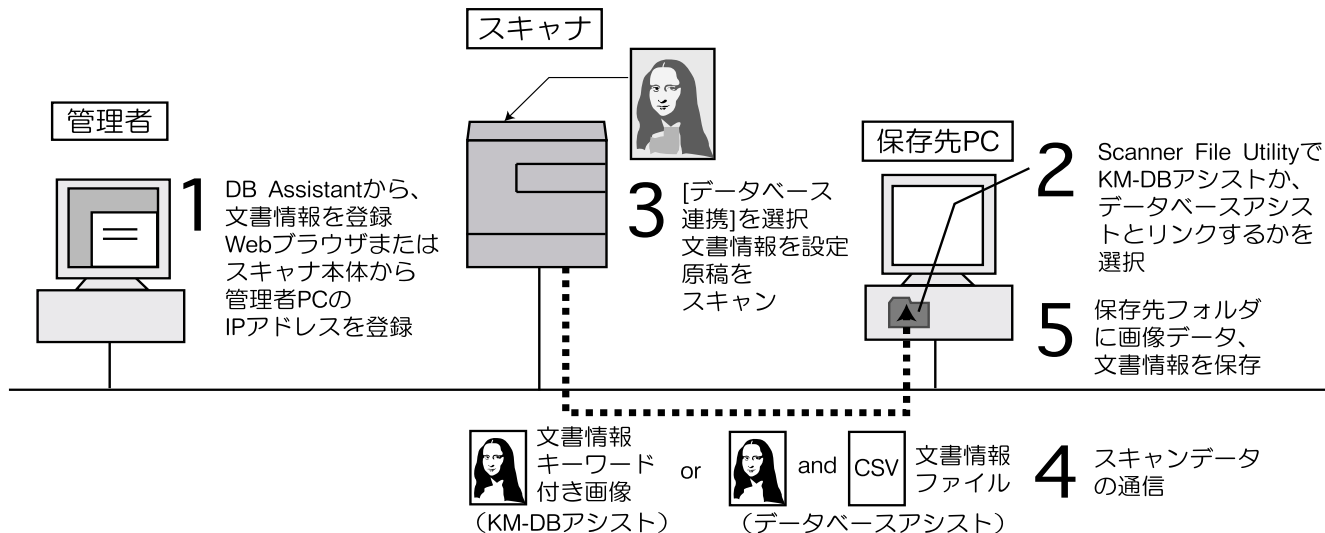 スキャナ
管理者
1
DB Assistantから、
文書情報を登録
Webブラウザまたは
スキャナ本体から
管理者PCの
IPアドレスを登録
3
[データベース
連携]を選択
文書情報を設定
原稿を
スキャン
保存先PC
2
Scanner File Utilityで
KM-DBアシストか、
データベースアシス
トとリンクするかを
選択
5
保存先フォルダ
に画像データ、
文書情報を保存
文書情報
キーワード
付き画像
(KM-DBアシスト)
or
and
CSV
文書情報
ファイル
(データベースアシスト)
4
スキャンデータ
の通信